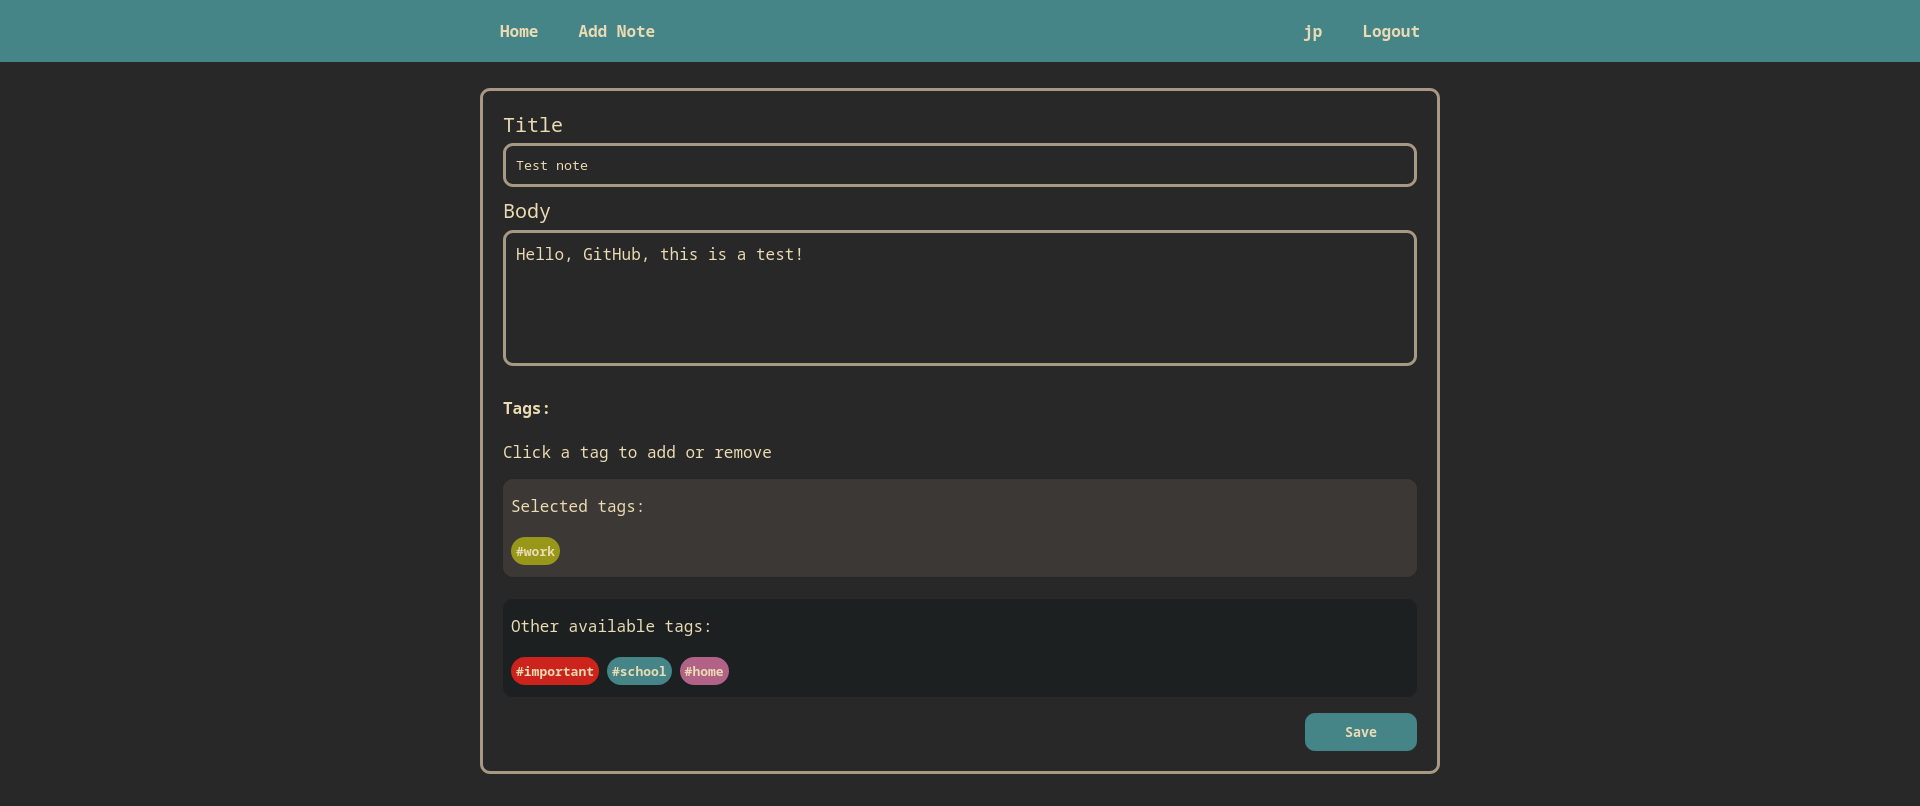 Home Add Note jp Logout
Title
Test note
Body
Hello, GitHub, this is a test!
Tags:
Click a tag to add or remove
Selected tags:
#work
Other available tags:
#important #school #home
Save